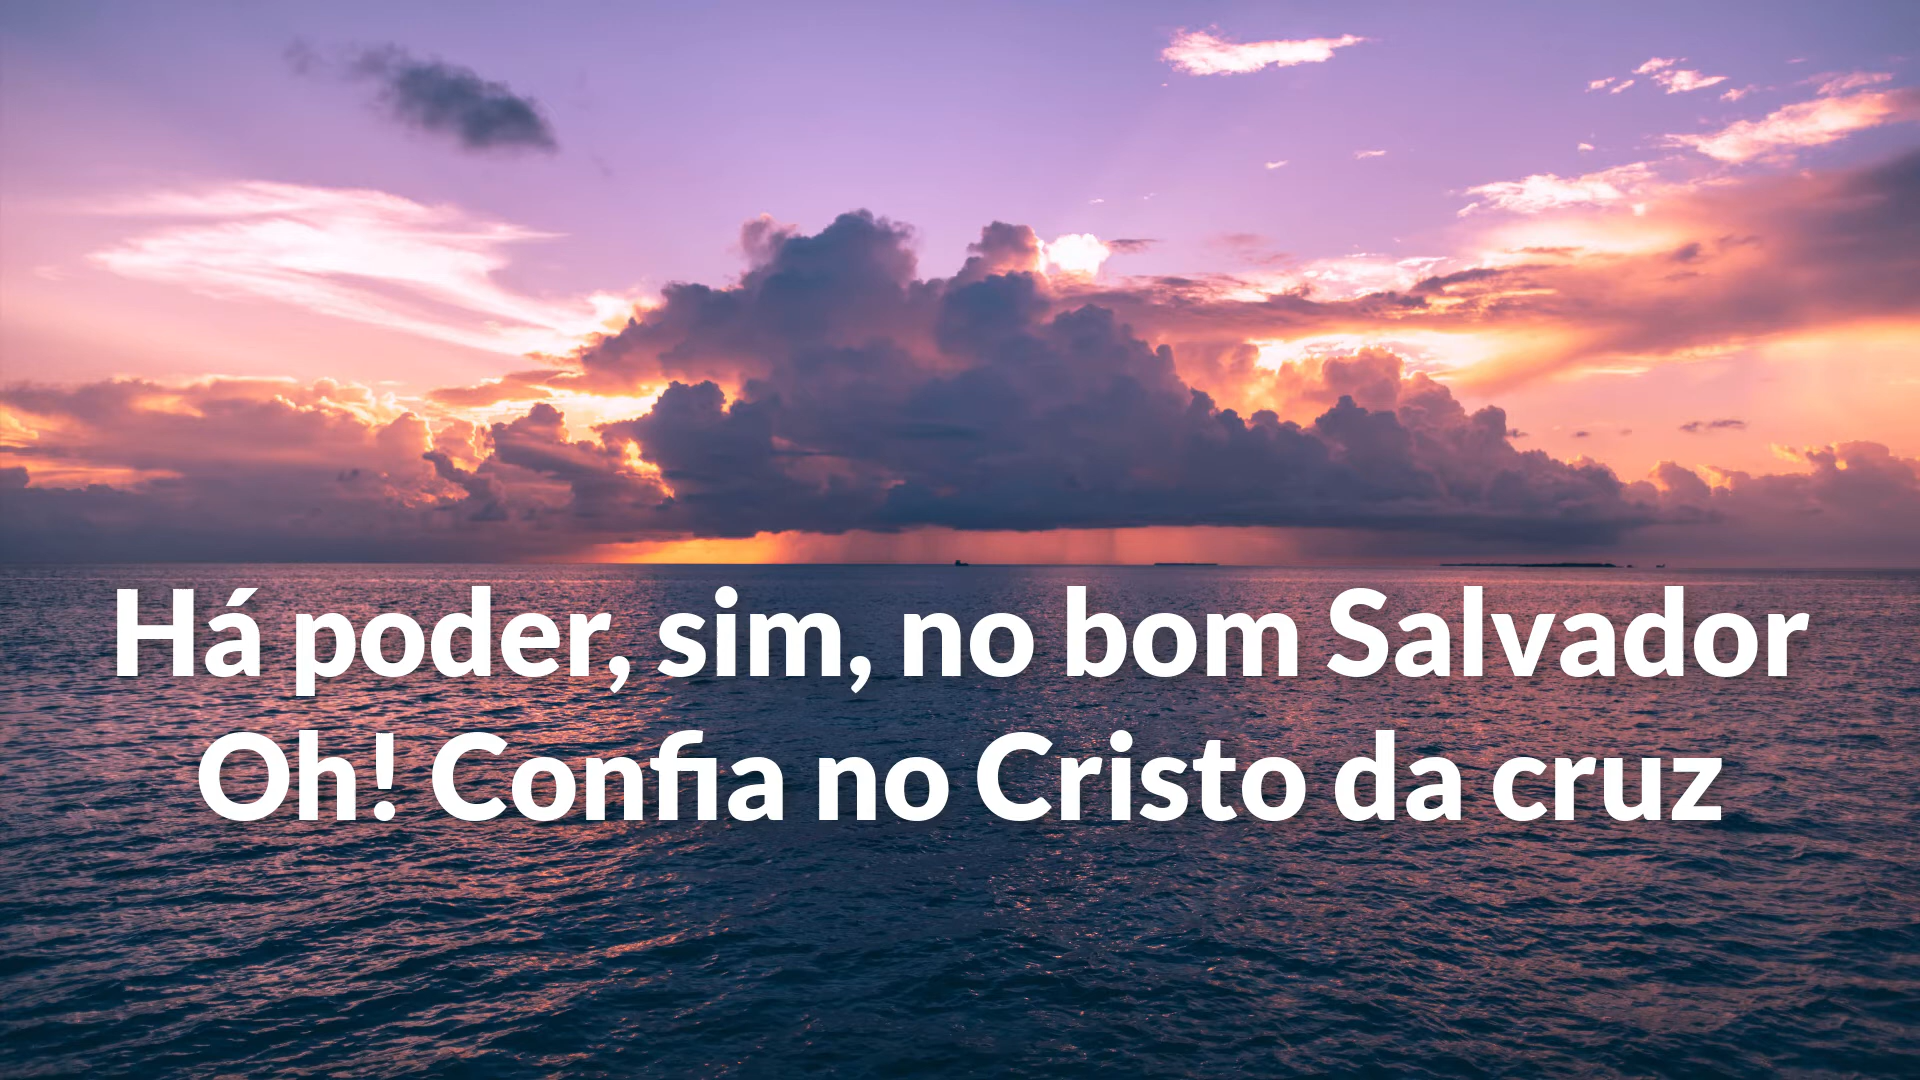 Há poder, sim, no bom Salvador
Oh! Confia no Cristo da cruz